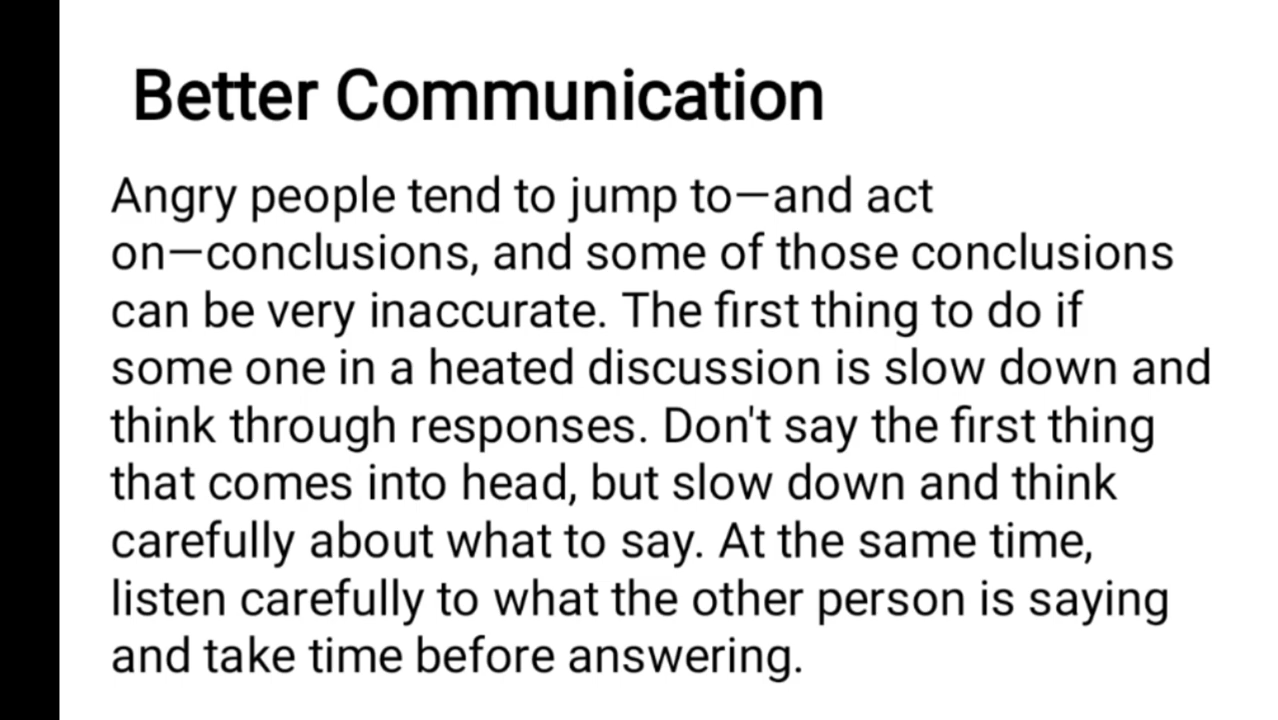 Better Communication
Angry people tend to jump to—and act
on—conclusions, and some of those conclusions
can be very inaccurate. The first thing to do if
some one in a heated discussion is slow down and
think through responses. Don't say the first thing
that comes into head, but slow down and think
carefully about what to say. At the same time,
listen carefully to what the other person is saying
and take time before answering.